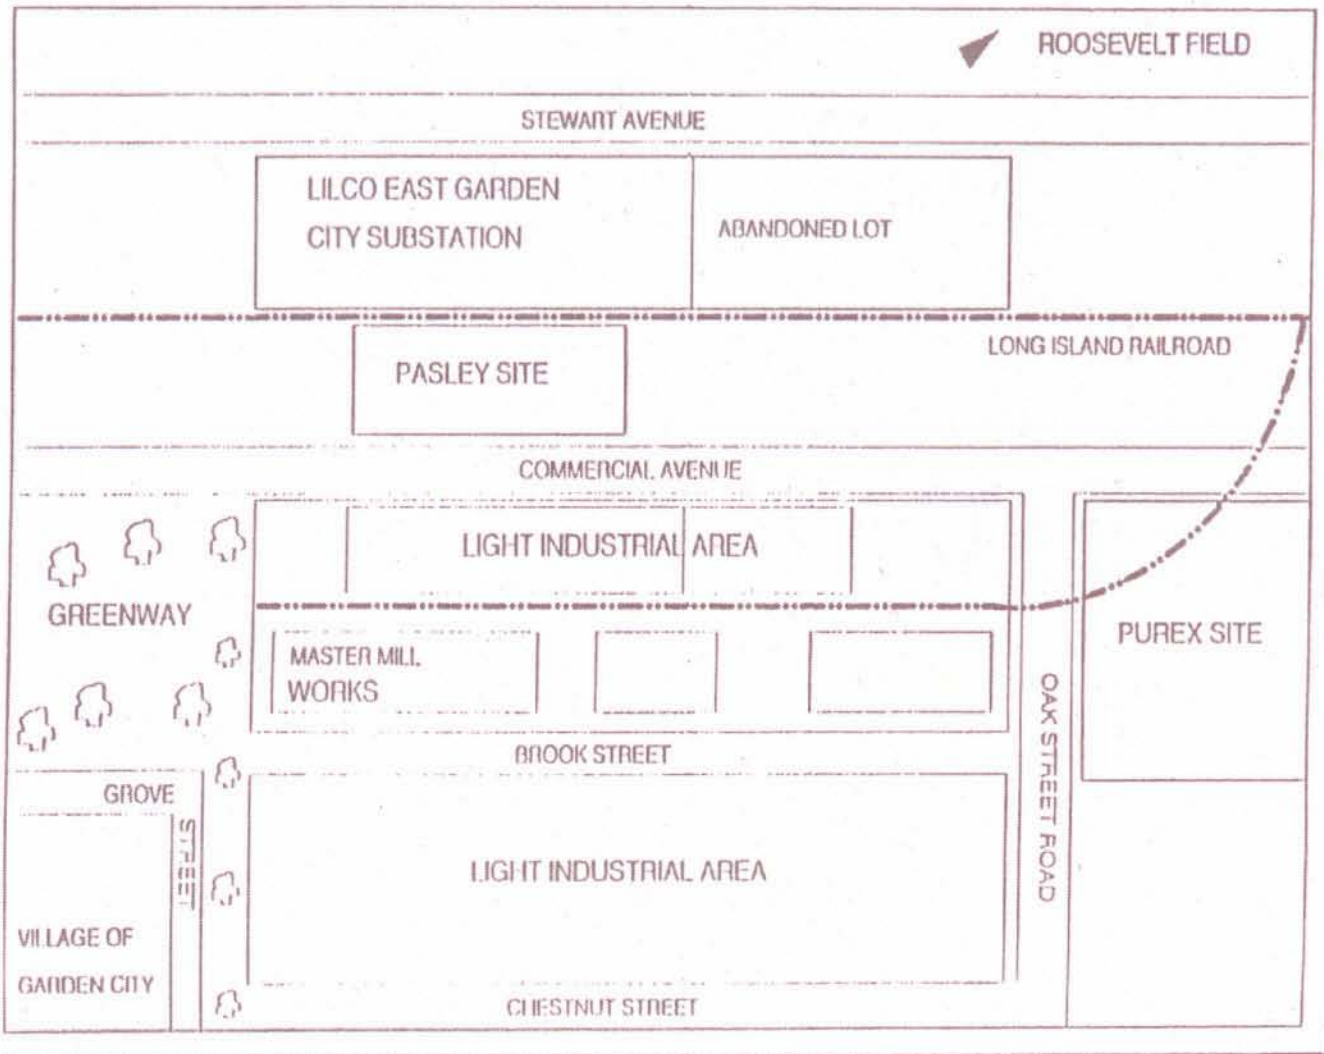 ROOSEVELT FIELD
STEWART AVENUE
LILCO EAST GARDEN
CITY SUBSTATION
ABANDONED LOT
LONG ISLAND RAILROAD
PASLEY SITE
COMMERCIAL AVENUE
LIGHT INDUSTRIAL AREA
GREENWAY
PUREX SITE
MASTER MILL
WORKS
OAK STREET ROAD
BROOK STREET
GROVE
STREET
LIGHT INDUSTRIAL AREA
VILLAGE OF
GARDEN CITY
CHESTNUT STREET